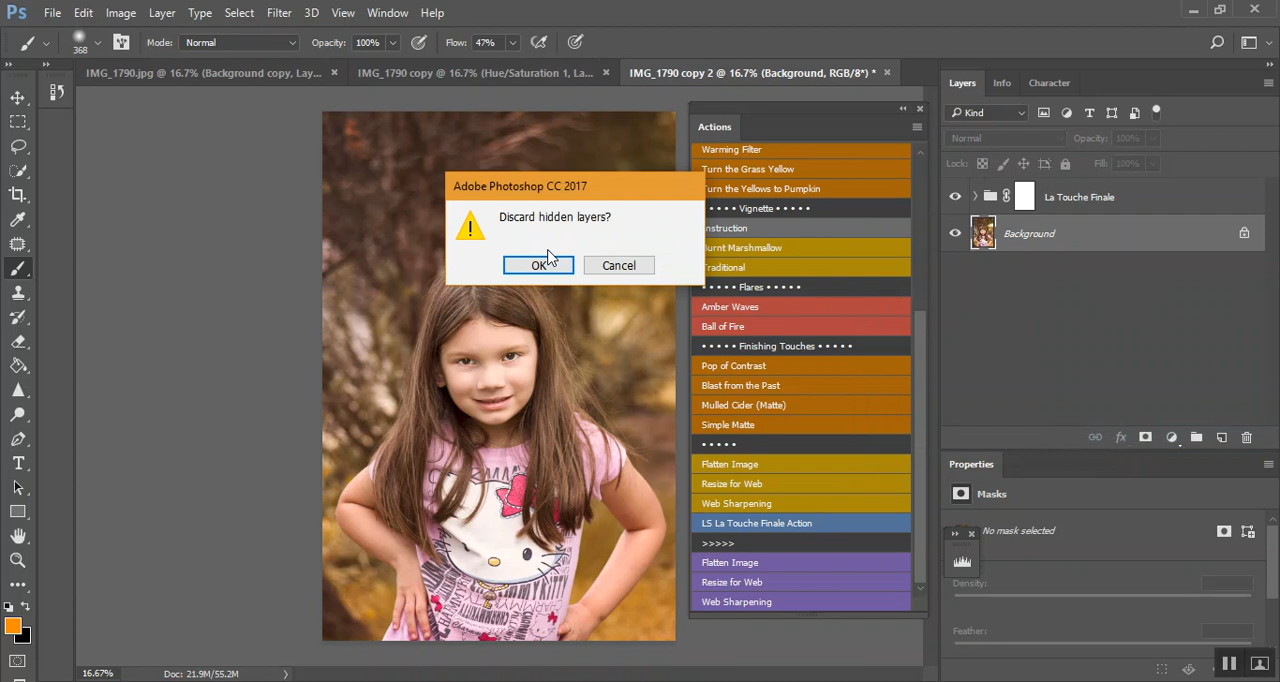 Ps File Edit Image Layer Type Select Filter 3D View Window Help
368 Mode: Normal Opacity: 100% Flow: 47%
IMG_1790.jpg @ 16.7% (Background copy, Lay... × IMG_1790 copy @ 16.7% (Hue/Saturation 1, La... × IMG_1790 copy 2 @ 16.7% (Background, RGB/8*) * ×
Adobe Photoshop CC 2017
Discard hidden layers?
OK Cancel
Actions
Warming Filter
Turn the Grass Yellow
Turn the Yellows to Pumpkin
• • • • • Vignette • • • • •
nstruction
Burnt Marshmallow
Traditional
• • • • • Flares • • • • •
Amber Waves
Ball of Fire
• • • • • Finishing Touches • • • • •
Pop of Contrast
Blast from the Past
Mulled Cider (Matte)
Simple Matte
• • • • •
Flatten Image
Resize for Web
Web Sharpening
LS La Touche Finale Action
>>>>>
Flatten Image
Resize for Web
Web Sharpening
Layers Info Character
Kind
Normal Opacity: 100%
Lock: Fill: 100%
La Touche Finale
Background
Properties
Masks
No mask selected
Density:
Feather:
16.67% Doc: 21.9M/55.2M